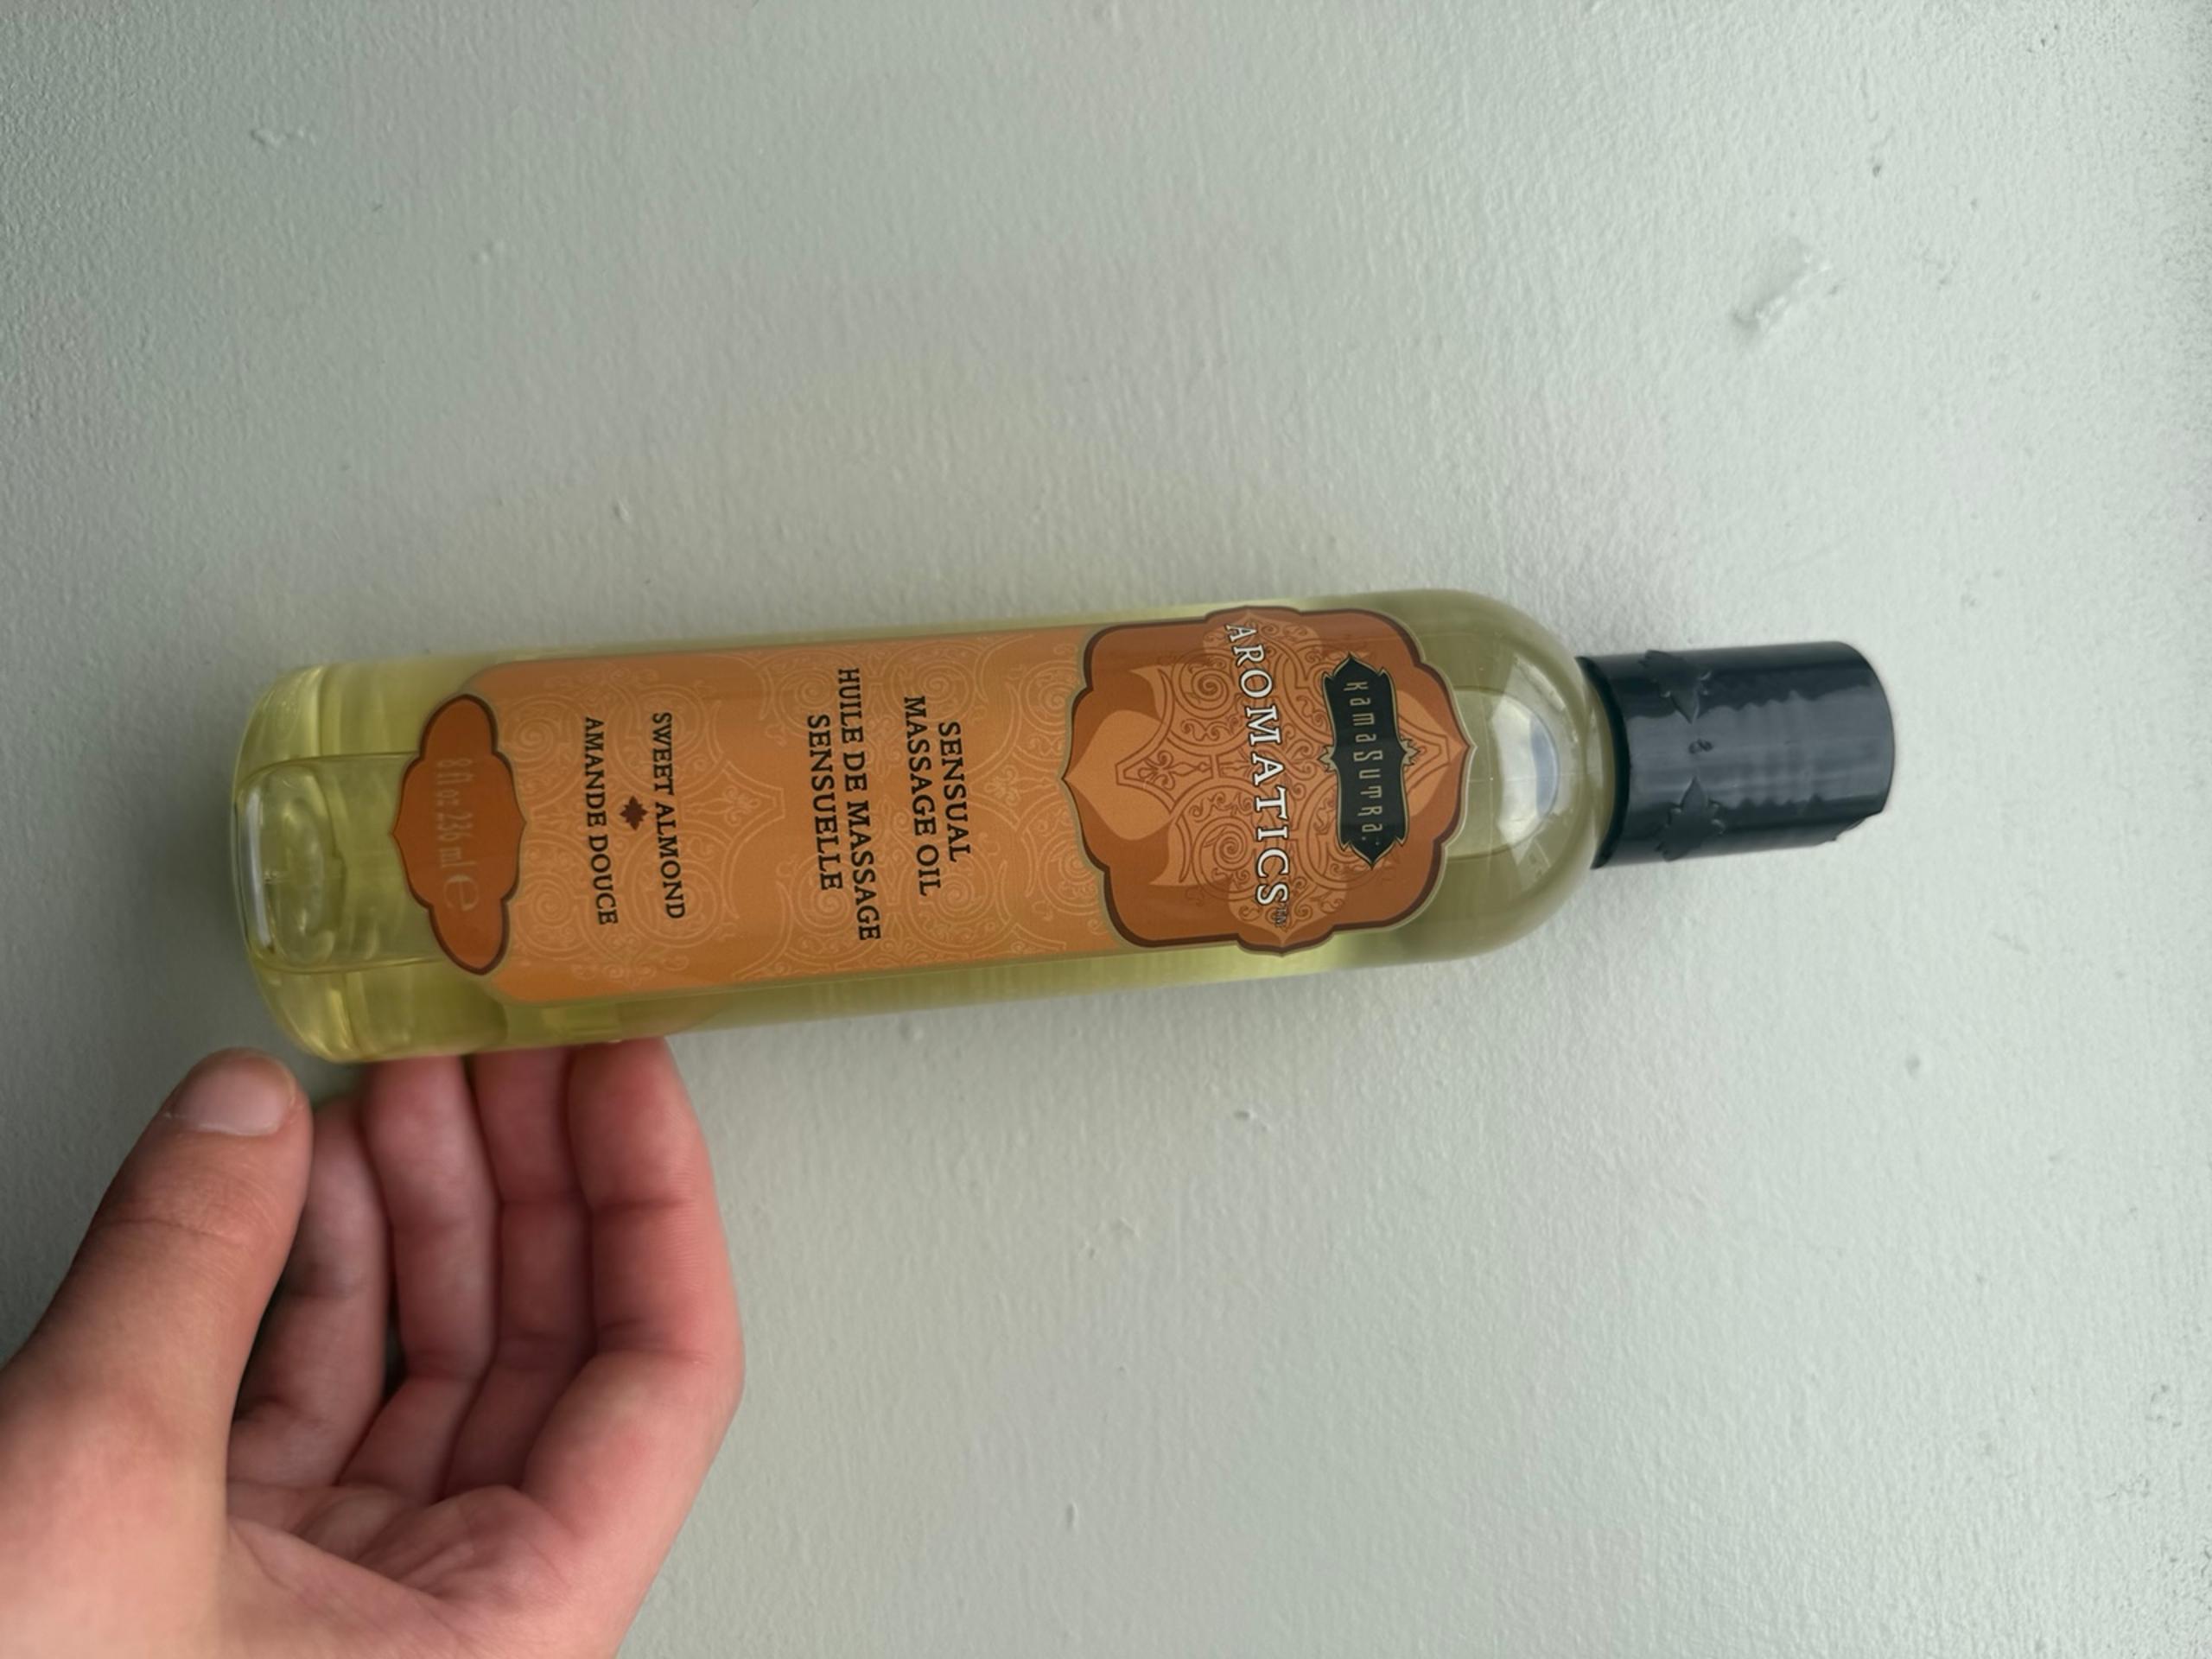 KamaSutra®
AROMATICS™
SENSUAL
MASSAGE OIL
HUILE DE MASSAGE
SENSUELLE
SWEET ALMOND
AMANDE DOUCE
8 fl oz 236 ml ℮